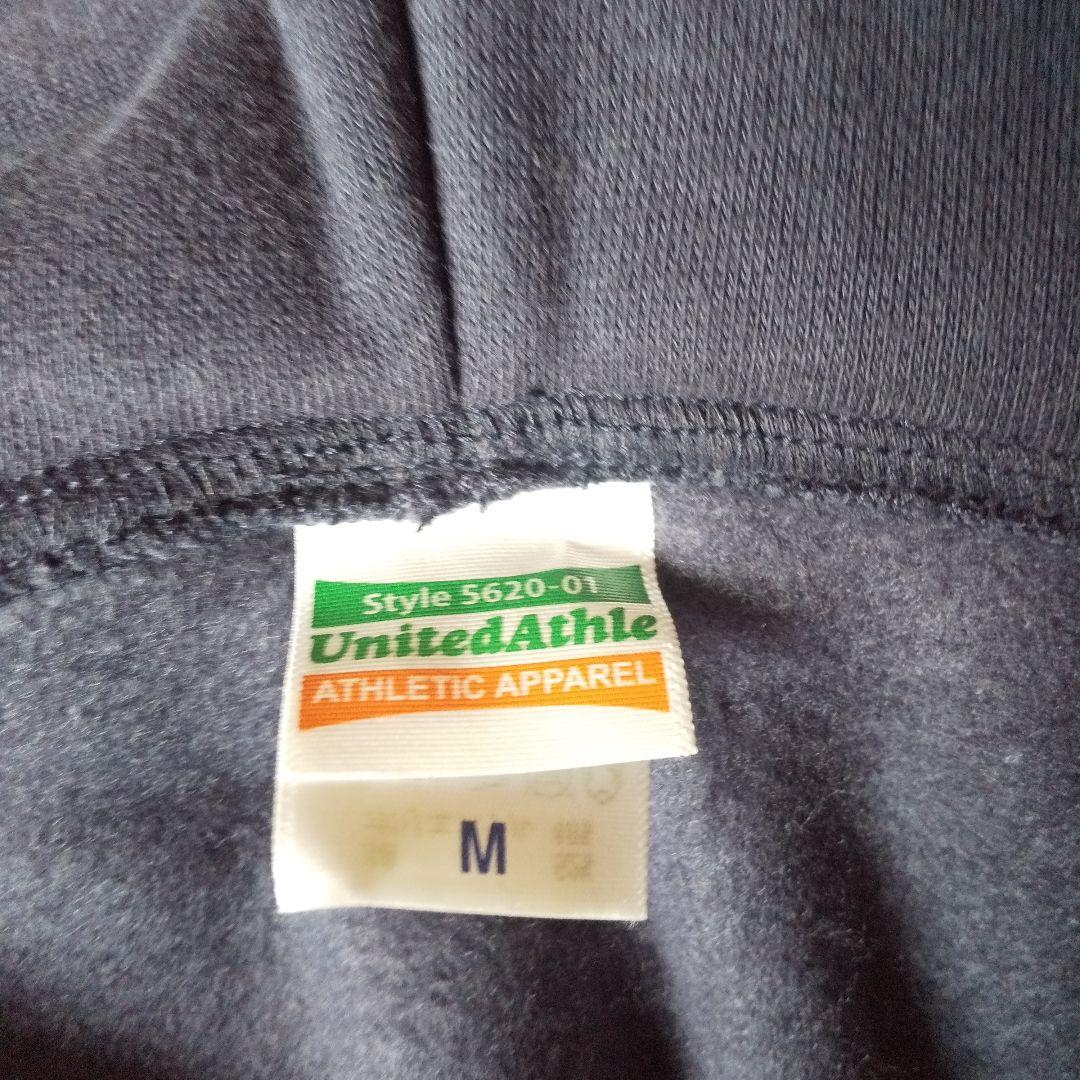 Style 5620-01
UnitedAthle
ATHLETIC APPAREL
M